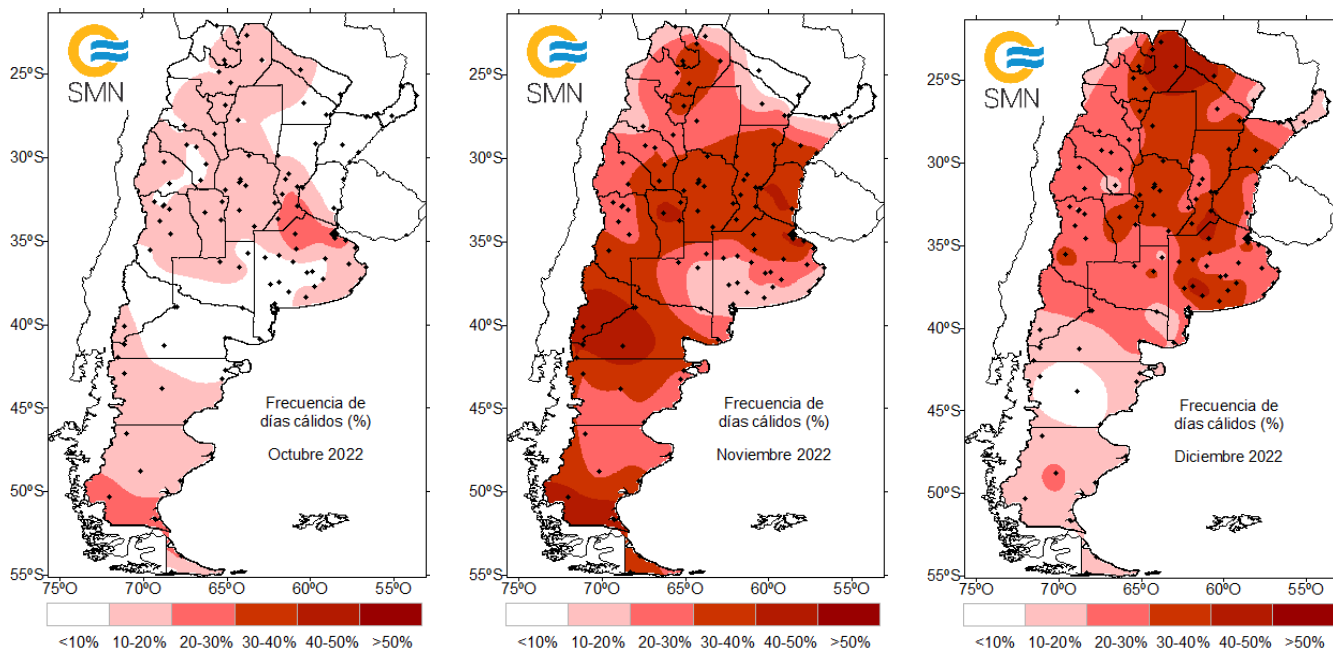 SMN
25ºS
30ºS
35ºS
40ºS
45ºS
50ºS
55ºS
75ºO
70ºO
65ºO
60ºO
55ºO
Frecuencia de
días cálidos (%)
Octubre 2022
<10%
10-20%
20-30%
30-40%
40-50%
>50%
SMN
25ºS
30ºS
35ºS
40ºS
45ºS
50ºS
55ºS
75ºO
70ºO
65ºO
60ºO
55ºO
Frecuencia de
días cálidos (%)
Noviembre 2022
<10%
10-20%
20-30%
30-40%
40-50%
>50%
SMN
25ºS
30ºS
35ºS
40ºS
45ºS
50ºS
55ºS
75ºO
70ºO
65ºO
60ºO
55ºO
Frecuencia de
días cálidos (%)
Diciembre 2022
<10%
10-20%
20-30%
30-40%
40-50%
>50%